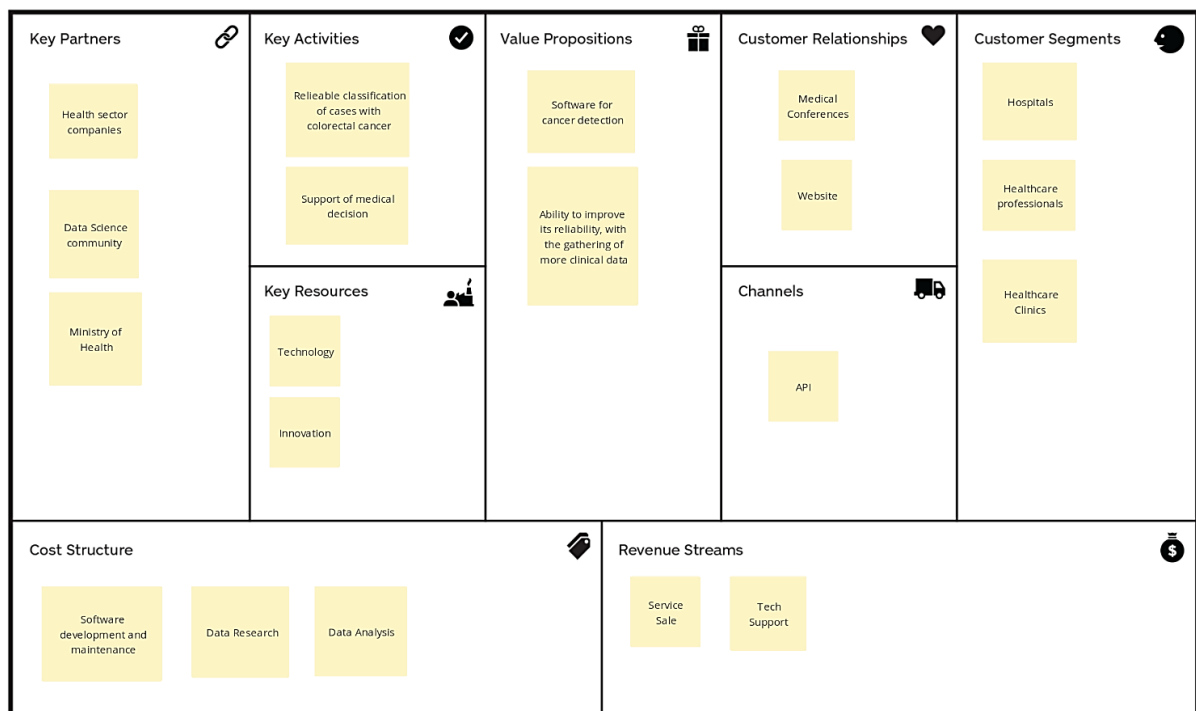 Key Partners
Health sector
companies
Data Science
community
Ministry of
Health
Key Activities
Relieable classification
of cases with
colorectal cancer
Support of medical
decision
Key Resources
Technology
Innovation
Value Propositions
Software for
cancer detection
Ability to improve
its reliability, with
the gathering of
more clinical data
Customer Relationships
Medical
Conferences
Website
Channels
API
Customer Segments
Hospitals
Healthcare
professionals
Healthcare
Clinics
Cost Structure
Software
development and
maintenance
Data Research
Data Analysis
Revenue Streams
$
Service
Sale
Tech
Support